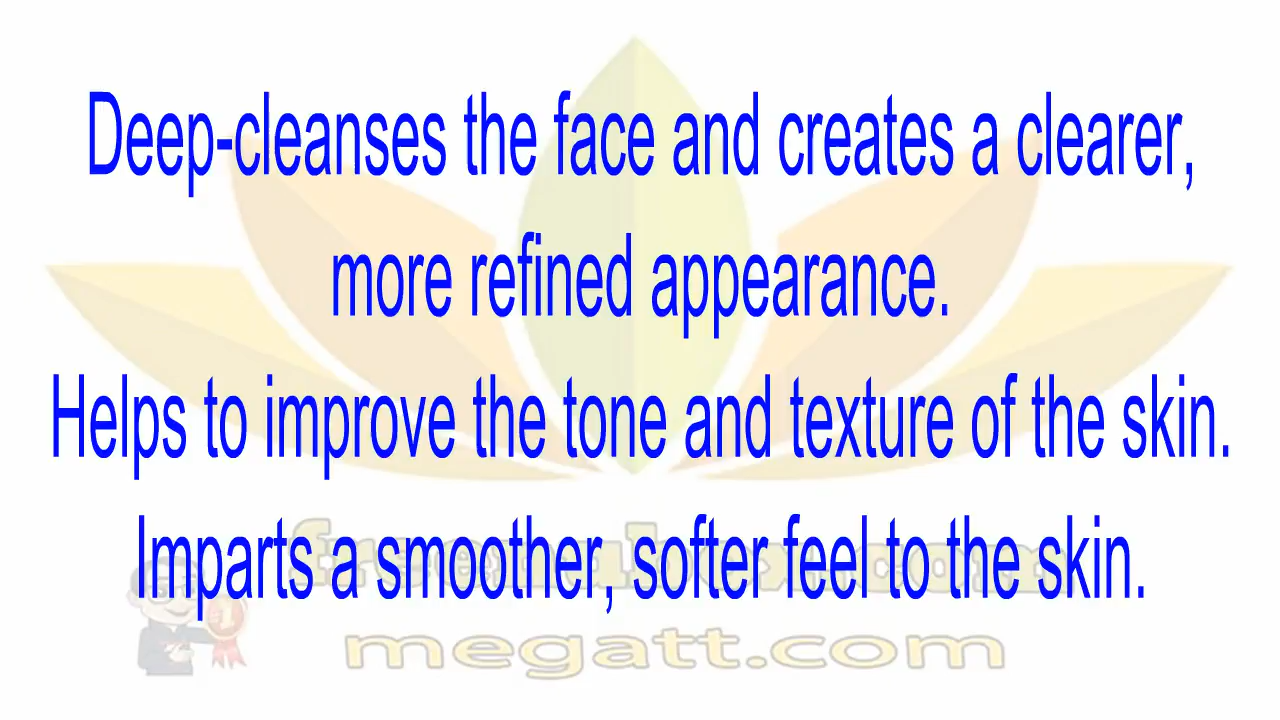 Deep-cleanses the face and creates a clearer,
more refined appearance.
Helps to improve the tone and texture of the skin.
Imparts a smoother, softer feel to the skin.
megatt.com